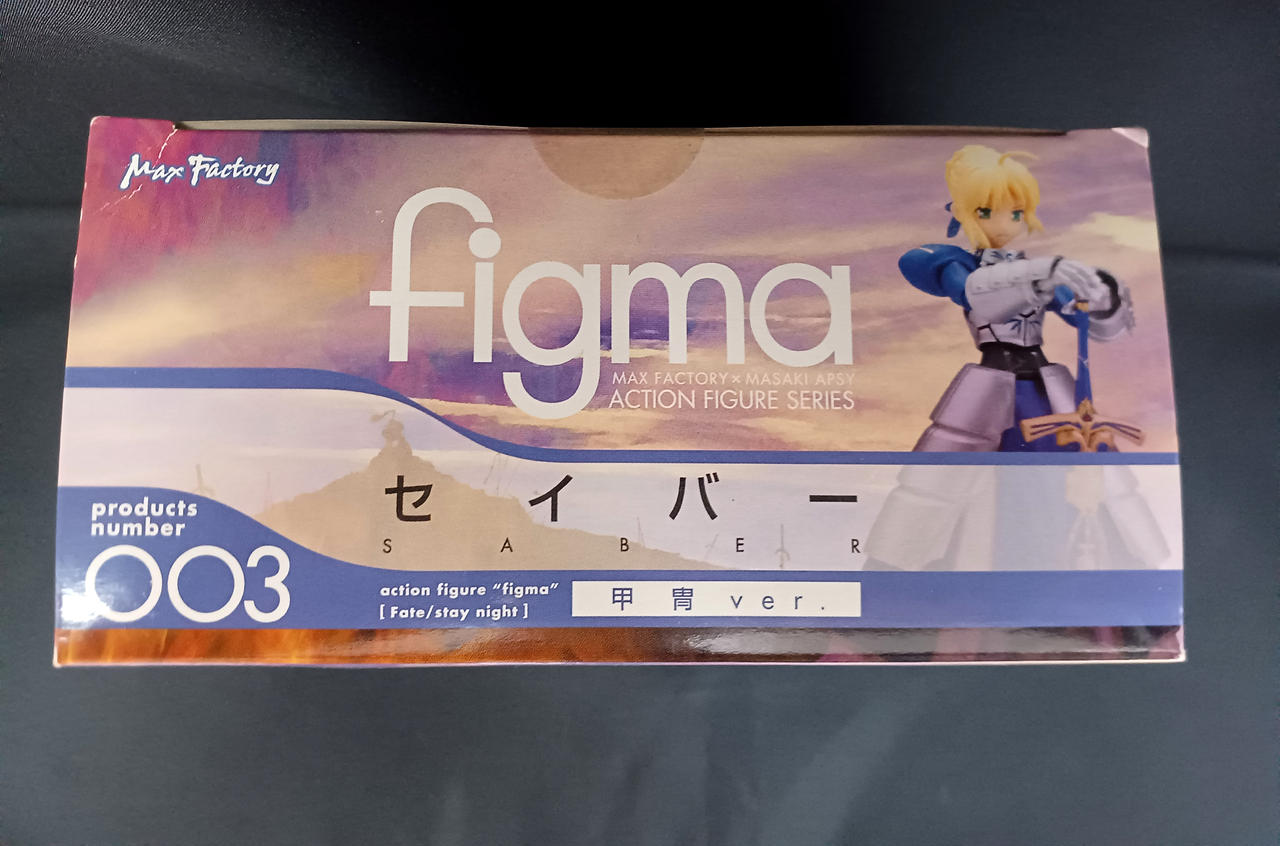 Max Factory
figma
MAX FACTORY × MASAKI APSY
ACTION FIGURE SERIES
セイバー
SABER
products
number
003
action figure “figma”
[ Fate/stay night ]
甲冑 ver.